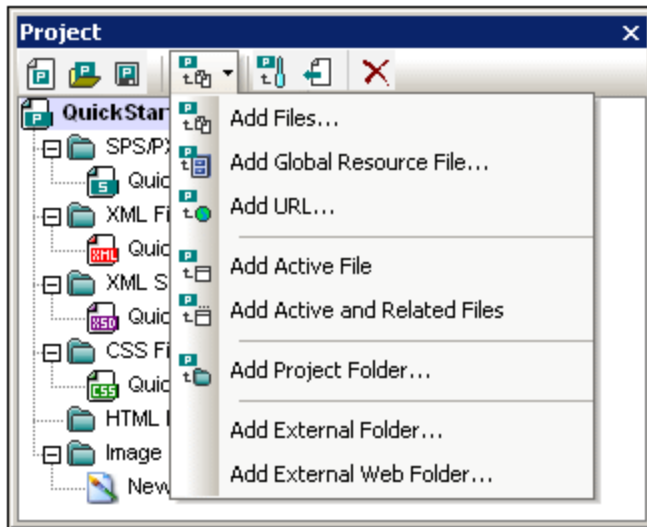 Project
QuickStar
Add Files...
SPS/P
Add Global Resource File...
Quic
XML Fi
Add URL...
XML
Quic
Add Active File
XML S
XSD
Quic
Add Active and Related Files
CSS Fi
Add Project Folder...
CSS
Quic
HTML
Add External Folder...
Image
New
Add External Web Folder...